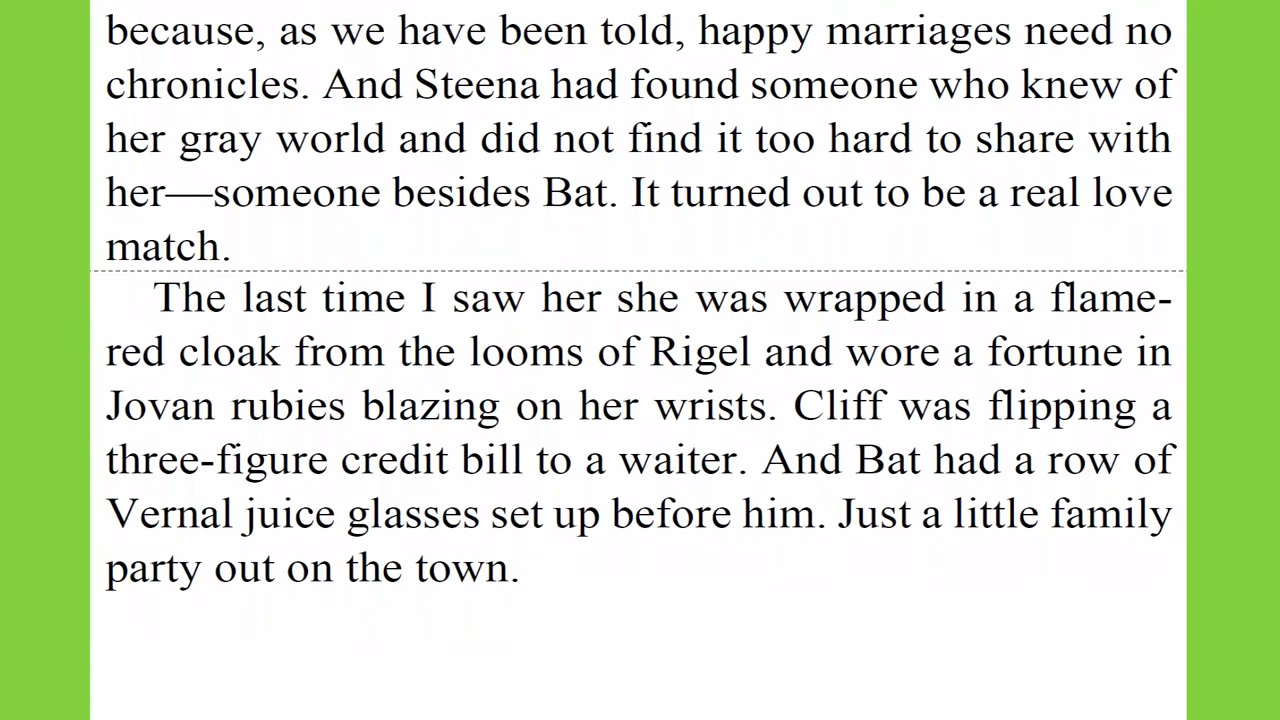 because, as we have been told, happy marriages need no
chronicles. And Steena had found someone who knew of
her gray world and did not find it too hard to share with
her—someone besides Bat. It turned out to be a real love
match.
The last time I saw her she was wrapped in a flame-
red cloak from the looms of Rigel and wore a fortune in
Jovan rubies blazing on her wrists. Cliff was flipping a
three-figure credit bill to a waiter. And Bat had a row of
Vernal juice glasses set up before him. Just a little family
party out on the town.